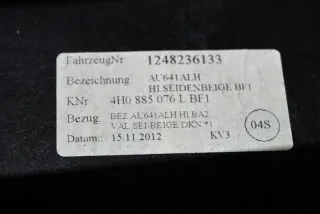 FahrzeugNr 1248236133
Bezeichnung: AU641ALH
HI.SEIDENBEIGE BF1
KNr 4H0 885 076 L BF1
Bezug: BEZ.AU641ALH HI.BA2
VAL SEI-BEIGE DKN *1 04S
Datum: 15.11.2012 KV3